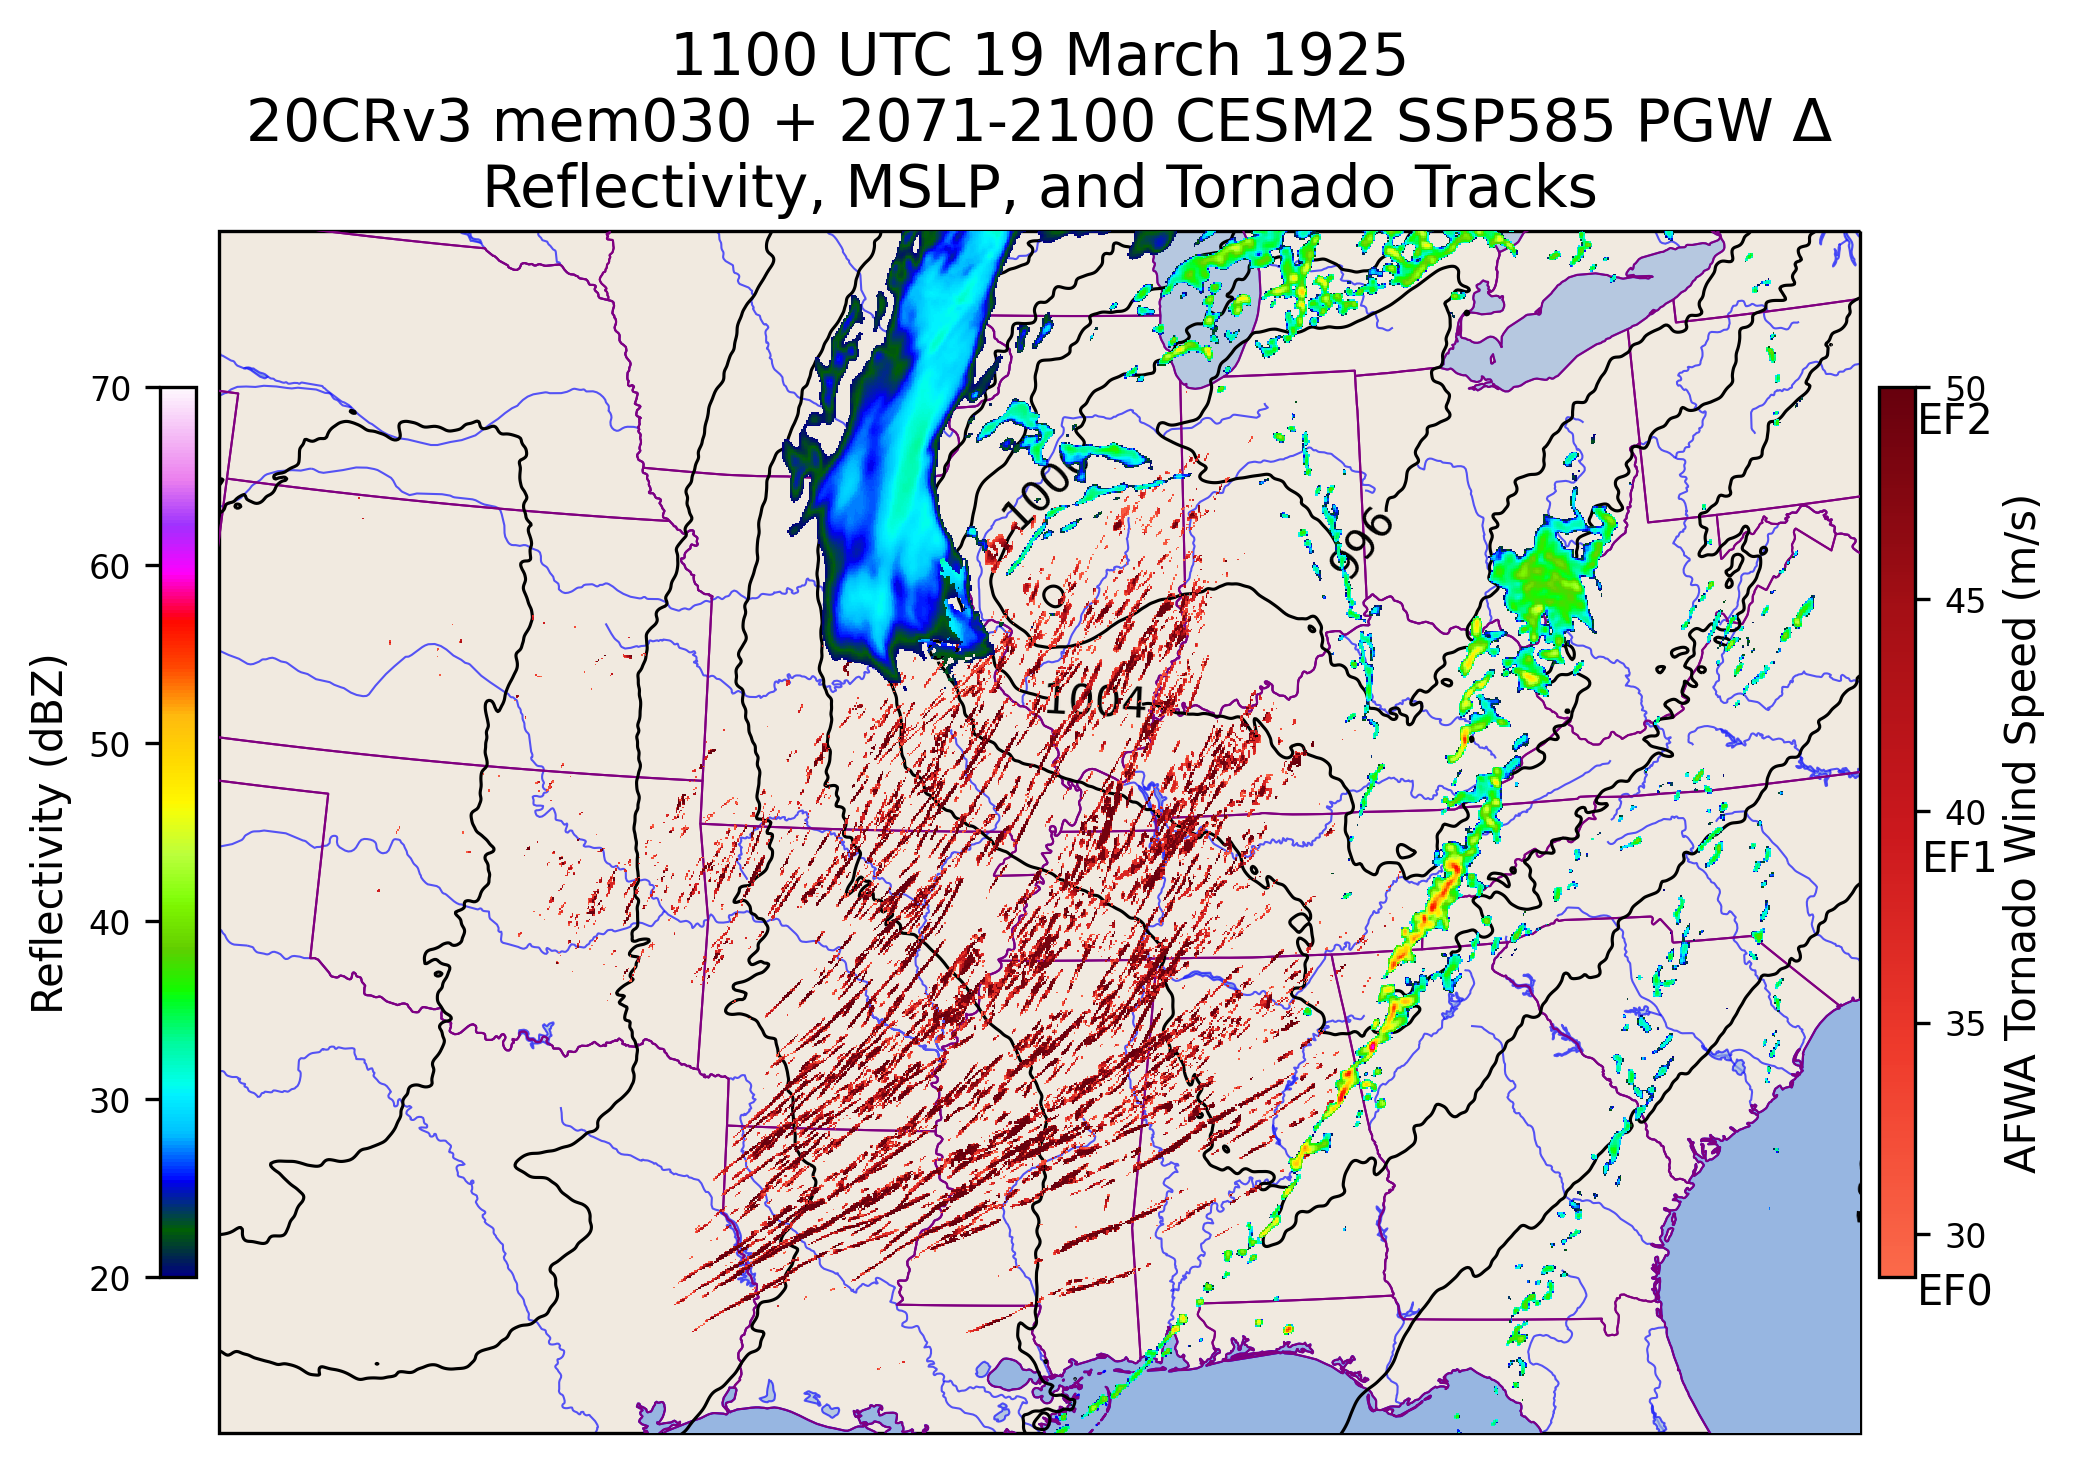 1100 UTC 19 March 1925
20CRv3 mem030 + 2071-2100 CESM2 SSP585 PGW Δ
Reflectivity, MSLP, and Tornado Tracks
70
60
50
40
30
20
Reflectivity (dBZ)
996
1004
50
EF2
45
40
EF1
35
30
EF0
AFWA Tornado Wind Speed (m/s)